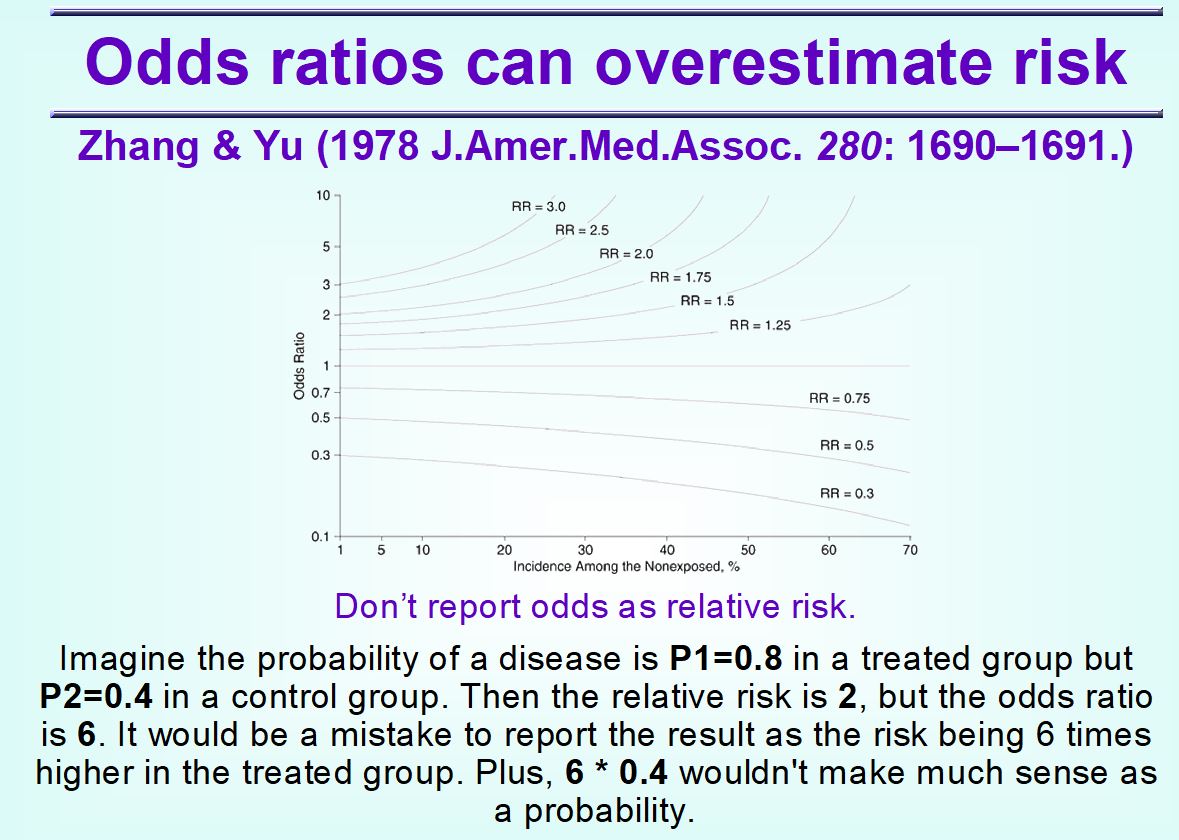 Odds ratios can overestimate risk
Zhang & Yu (1978 J.Amer.Med.Assoc. 280: 1690–1691.)
10
5
3
2
1
0.7
0.5
0.3
0.1
Odds Ratio
RR = 3.0
RR = 2.5
RR = 2.0
RR = 1.75
RR = 1.5
RR = 1.25
RR = 0.75
RR = 0.5
RR = 0.3
1 5 10 20 30 40 50 60 70
Incidence Among the Nonexposed, %
Don’t report odds as relative risk.
Imagine the probability of a disease is P1=0.8 in a treated group but
P2=0.4 in a control group. Then the relative risk is 2, but the odds ratio
is 6. It would be a mistake to report the result as the risk being 6 times
higher in the treated group. Plus, 6 * 0.4 wouldn't make much sense as
a probability.